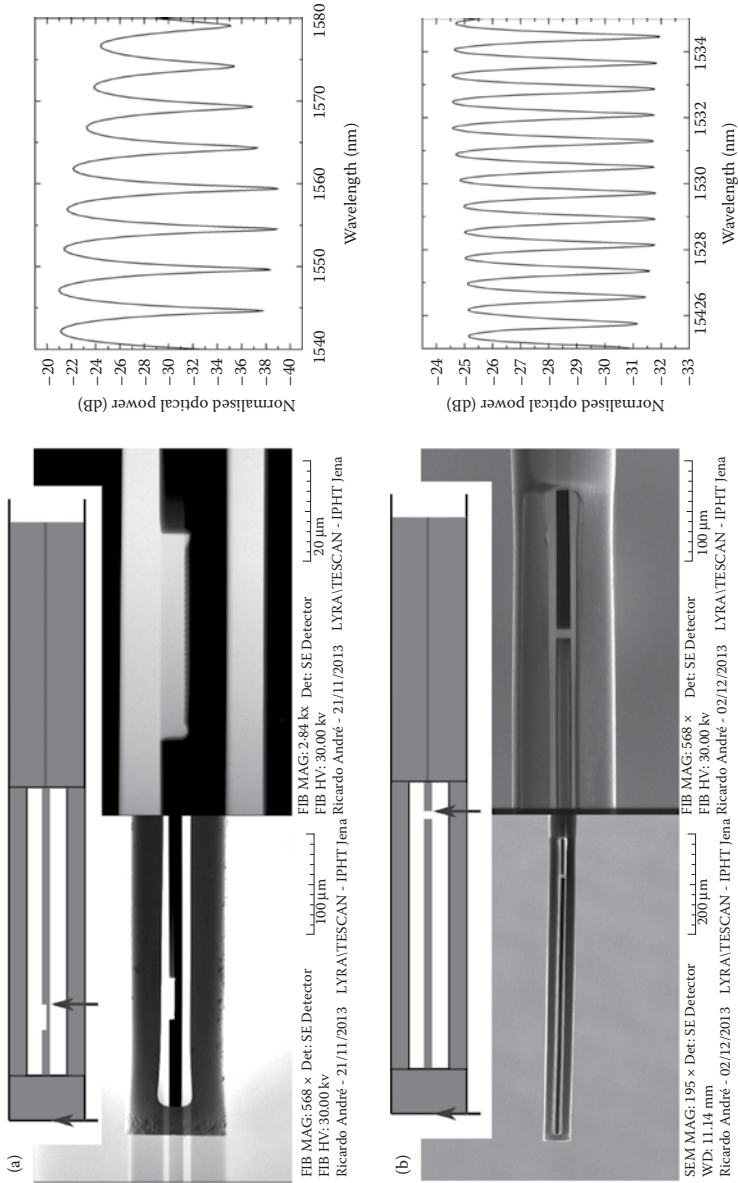 (a)
FIB MAG: 568 × Det: SE Detector
FIB HV: 30.00 kv
100 µm
Ricardo André - 21/11/2013 LYRA\TESCAN - IPHT Jena
FIB MAG: 2·84 kx Det: SE Detector
FIB HV: 30.00 kv
20 µm
Ricardo André - 21/11/2013 LYRA\TESCAN - IPHT Jena
Normalised optical power (dB)
−20
−22
−24
−26
−28
−30
−32
−34
−36
−38
−40
1540 1550 1560 1570 1580
Wavelength (nm)
(b)
SEM MAG: 195 × Det: SE Detector
WD: 11.14 mm
200 µm
Ricardo André - 02/12/2013 LYRA\TESCAN - IPHT Jena
FIB MAG: 568 × Det: SE Detector
FIB HV: 30.00 kv
100 µm
Ricardo André - 02/12/2013 LYRA\TESCAN - IPHT Jena
Normalised optical power (dB)
−24
−25
−26
−27
−28
−29
−30
−31
−32
−33
15426 1528 1530 1532 1534
Wavelength (nm)